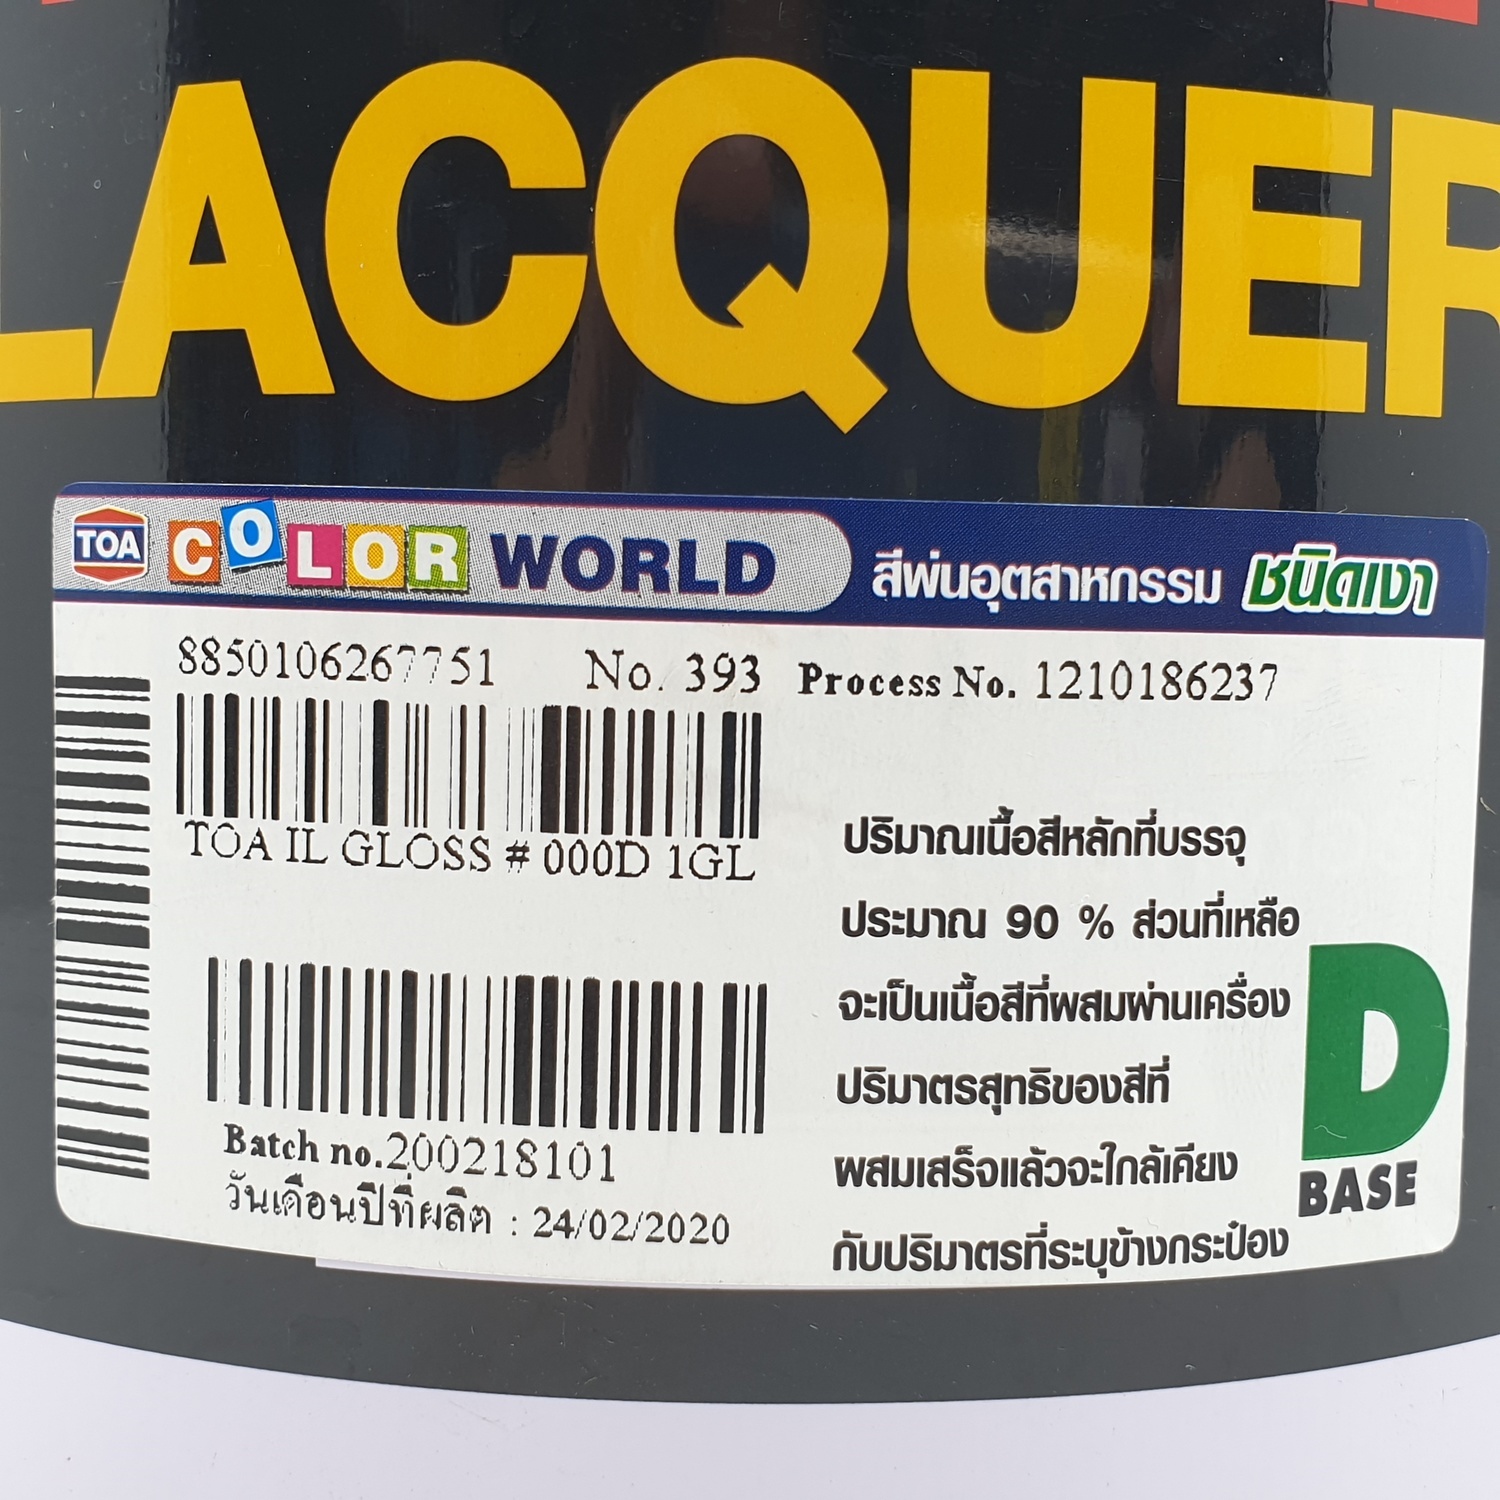 LACQUER
TOA COLOR WORLD สีพ่นอุตสาหกรรม ชนิดเงา
8850106267751 No. 393 Process No. 1210186237
TOA IL GLOSS # 000D 1GL
ปริมาณเนื้อสีหลักที่บรรจุ
ประมาณ 90 % ส่วนที่เหลือ
จะเป็นเนื้อสีที่ผสมผ่านเครื่อง
ปริมาตรสุทธิของสีที่
ผสมเสร็จแล้วจะใกล้เคียง
กับปริมาตรที่ระบุข้างกระป๋อง
D
BASE
Batch no.200218101
วันเดือนปีที่ผลิต : 24/02/2020